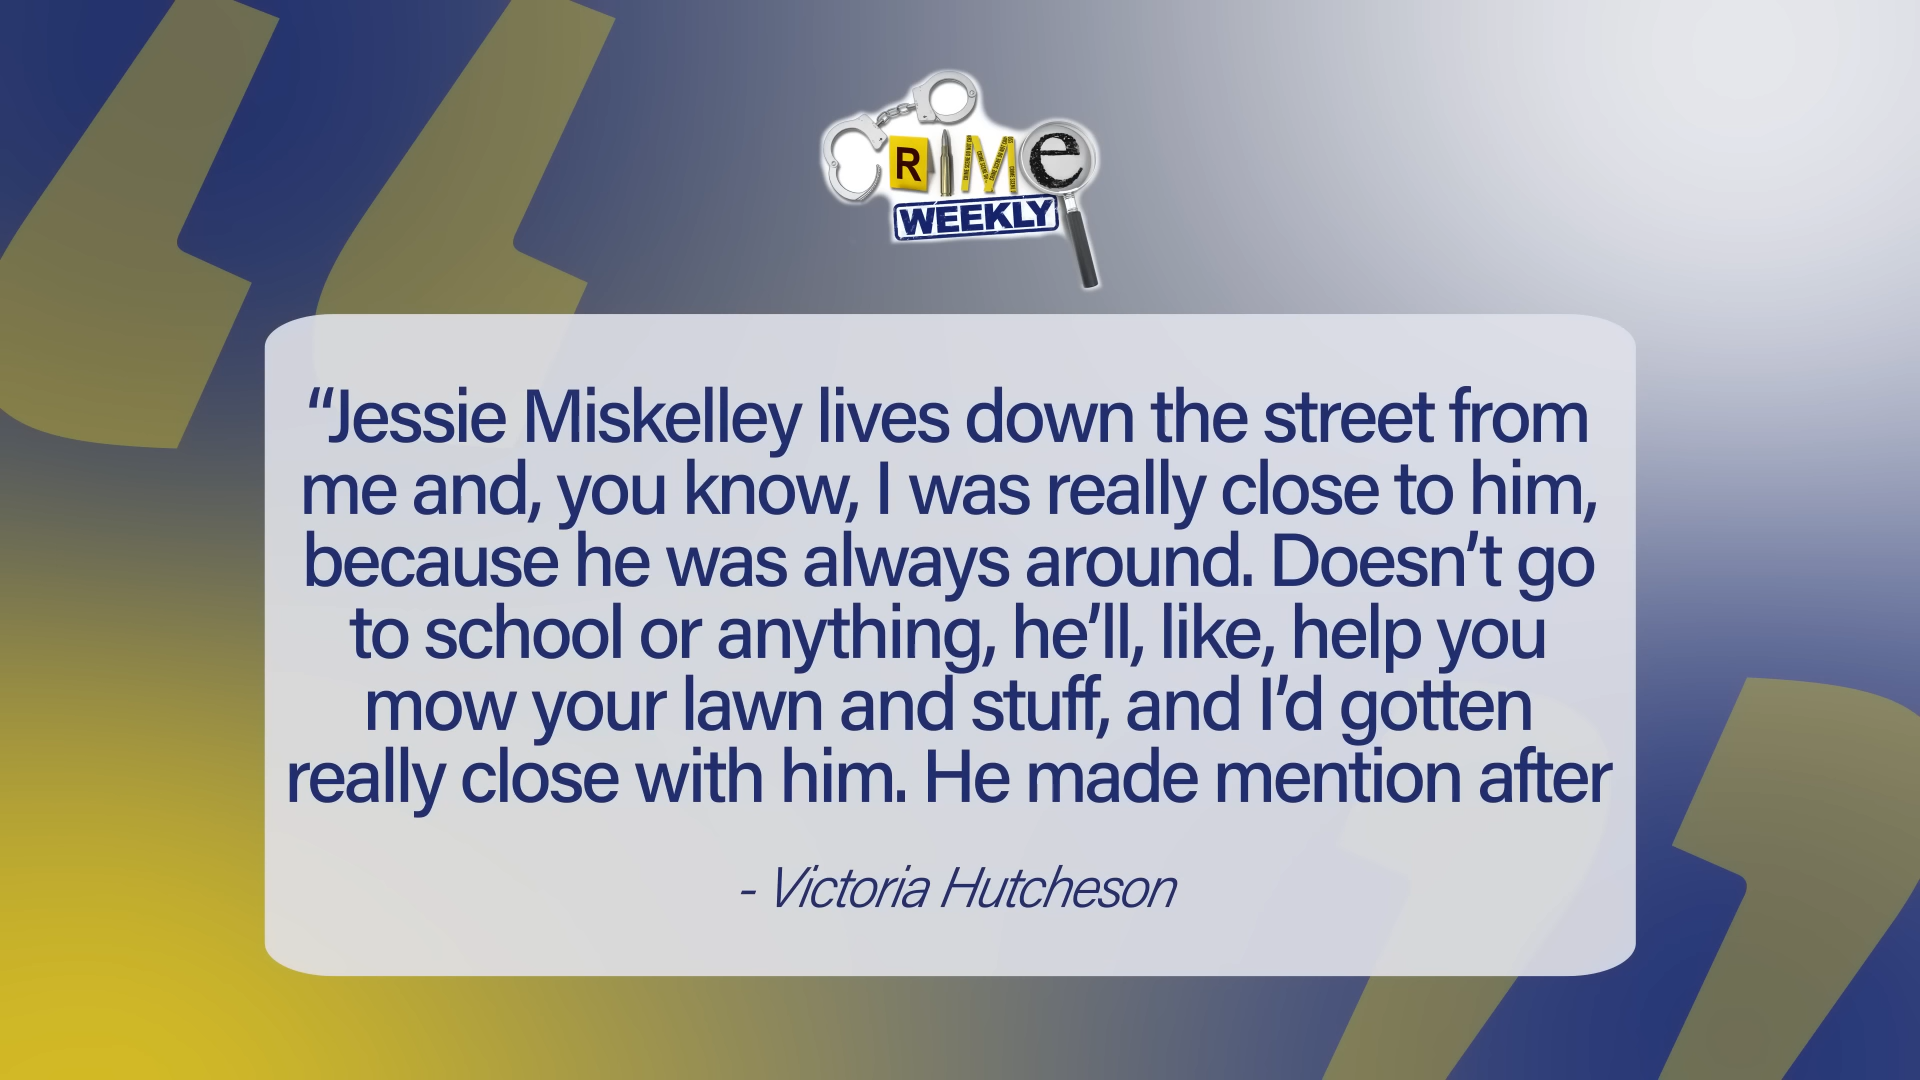 CRIMe
WEEKLY
“Jessie Miskelley lives down the street from
me and, you know, I was really close to him,
because he was always around. Doesn’t go
to school or anything, he’ll, like, help you
mow your lawn and stuff, and I’d gotten
really close with him. He made mention after
- Victoria Hutcheson